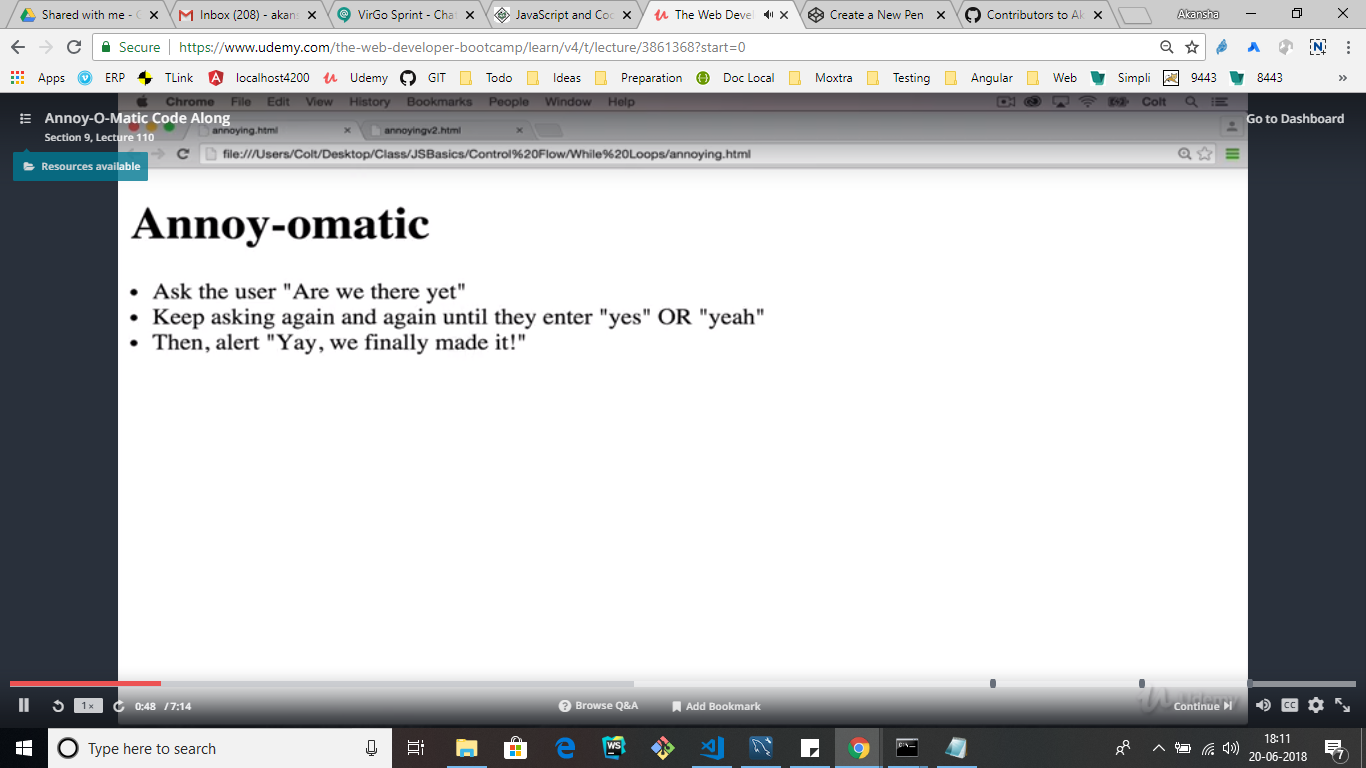 Shared with me - G
Inbox (208) - akans
VirGo Sprint - Chat
JavaScript and Cod
The Web Devel
Create a New Pen
Contributors to Ak
Akansha
Secure
https://www.udemy.com/the-web-developer-bootcamp/learn/v4/t/lecture/3861368?start=0
Apps ERP TLink localhost4200 Udemy GIT Todo Ideas Preparation Doc Local Moxtra Testing Angular Web Simpli 9443 8443 »
Chrome File Edit View History Bookmarks People Window Help Colt
Annoy-O-Matic Code Along
Go to Dashboard
annoying.html annoyingv2.html
Section 9, Lecture 110
file:///Users/Colt/Desktop/Class/JSBasics/Control%20Flow/While%20Loops/annoying.html
Resources available
Annoy-omatic
• Ask the user "Are we there yet"
• Keep asking again and again until they enter "yes" OR "yeah"
• Then, alert "Yay, we finally made it!"
Udemy
1x 0:48 / 7:14 Browse Q&A Add Bookmark Continue CC
Type here to search
18:11
20-06-2018
7